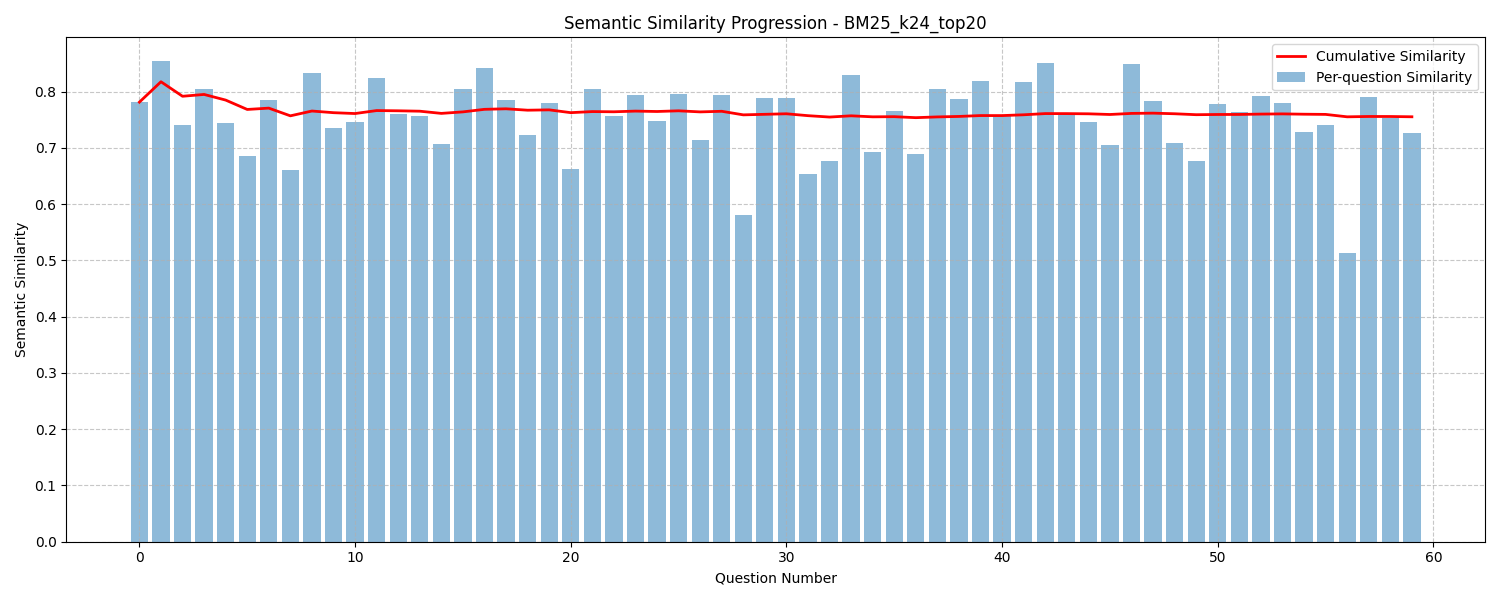 Semantic Similarity Progression - BM25_k24_top20
Cumulative Similarity
Per-question Similarity
Semantic Similarity
0.8
0.7
0.6
0.5
0.4
0.3
0.2
0.1
0.0
0 10 20 30 40 50 60
Question Number